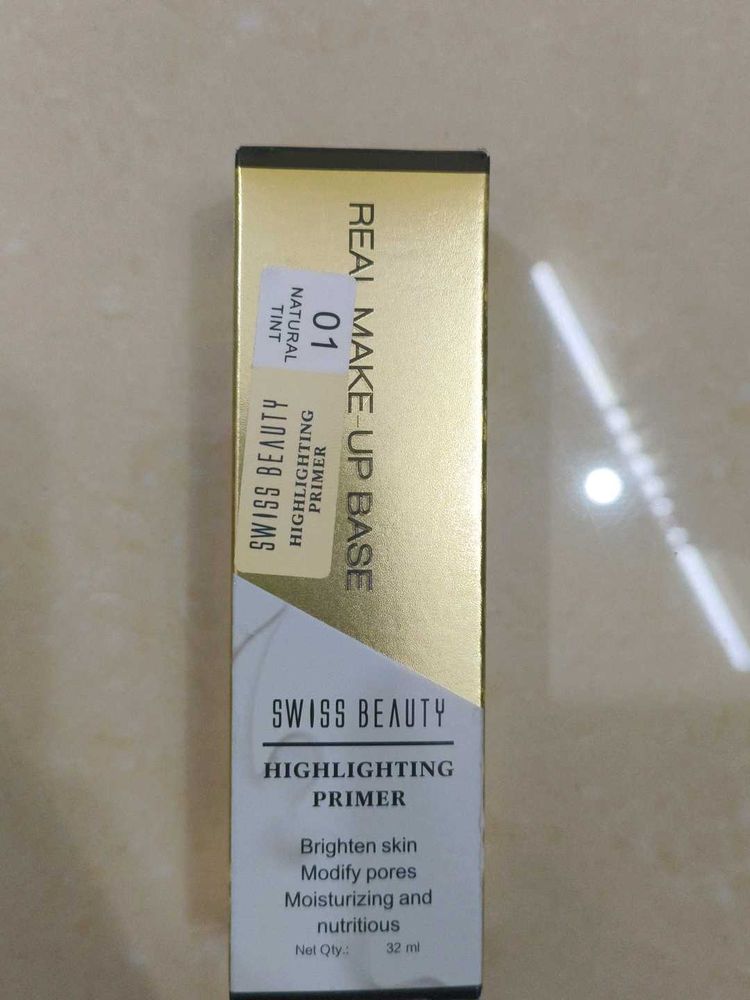 REAL MAKE-UP BASE
01
NATURAL
TINT
SWISS BEAUTY
HIGHLIGHTING
PRIMER
SWISS BEAUTY
HIGHLIGHTING
PRIMER
Brighten skin
Modify pores
Moisturizing and
nutritious
Net Qty.: 32 ml